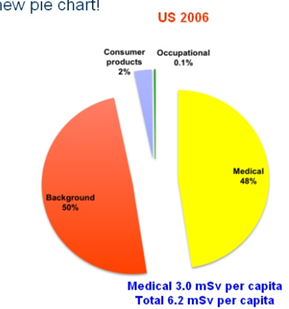 new pie chart!
US 2006
Consumer
products
2%
Occupational
0.1%
Medical
48%
Background
50%
Medical 3.0 mSv per capita
Total 6.2 mSv per capita